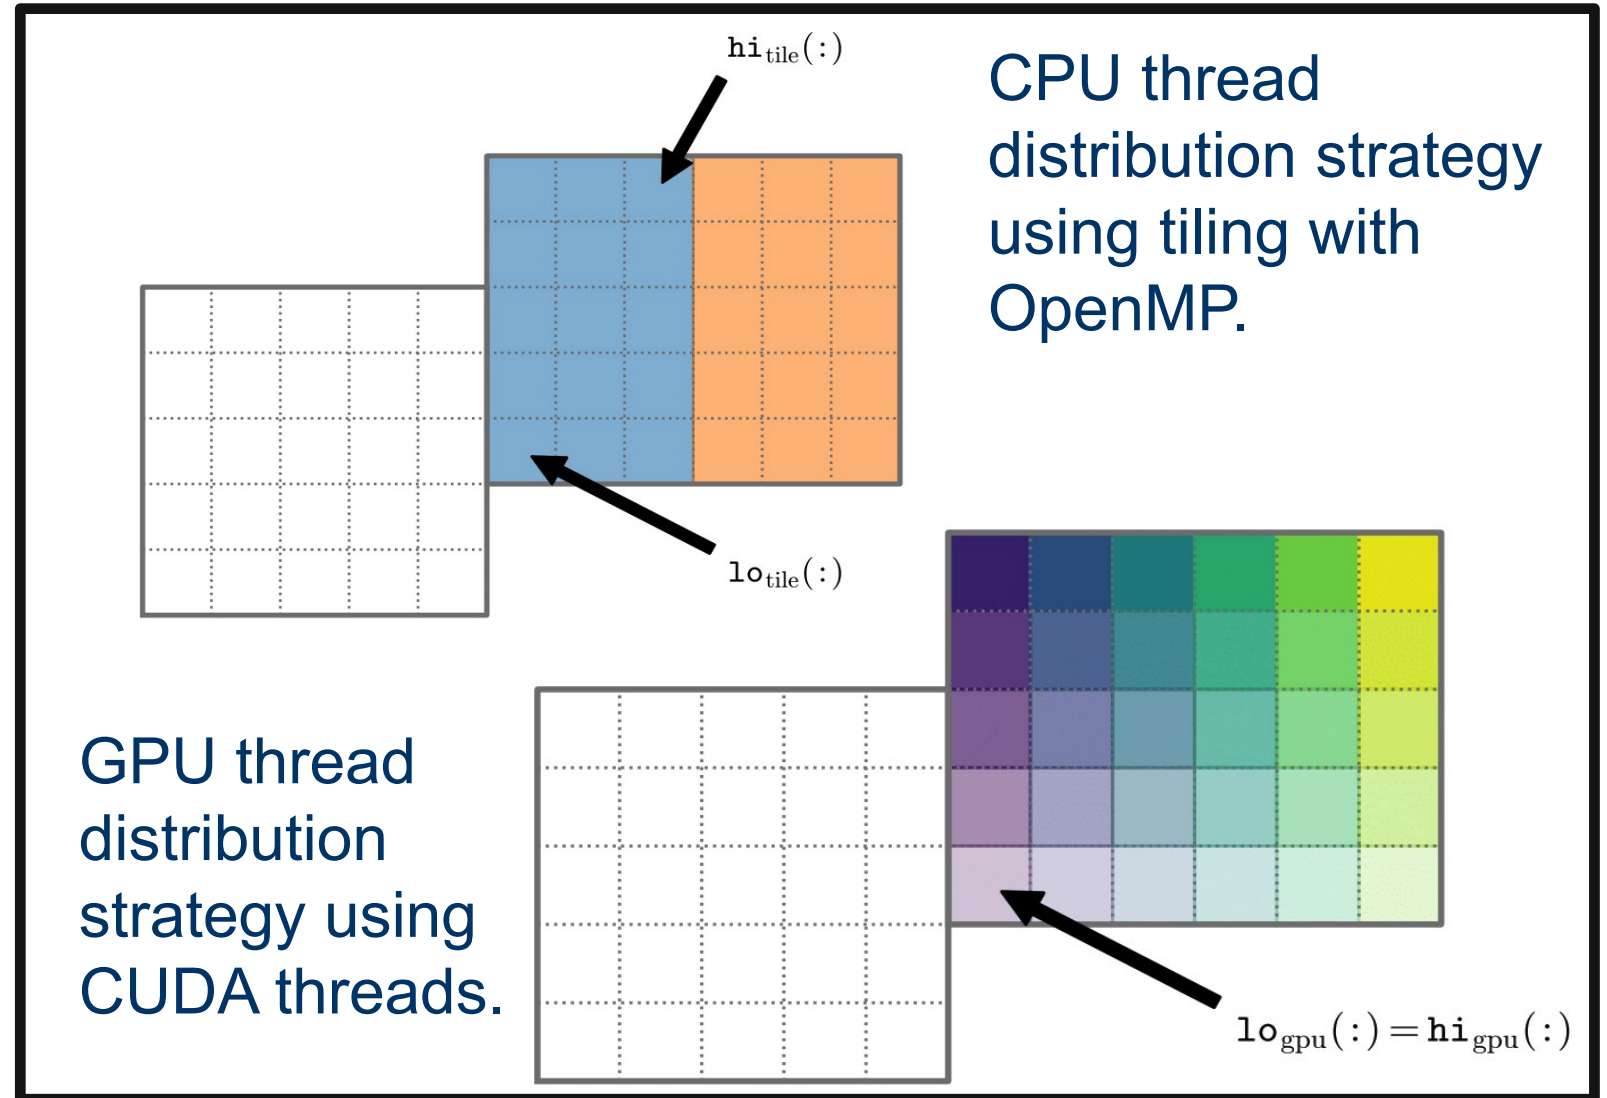 hi_tile(:)
CPU thread
distribution strategy
using tiling with
OpenMP.
lo_tile(:)
GPU thread
distribution
strategy using
CUDA threads.
lo_gpu(:) = hi_gpu(:)